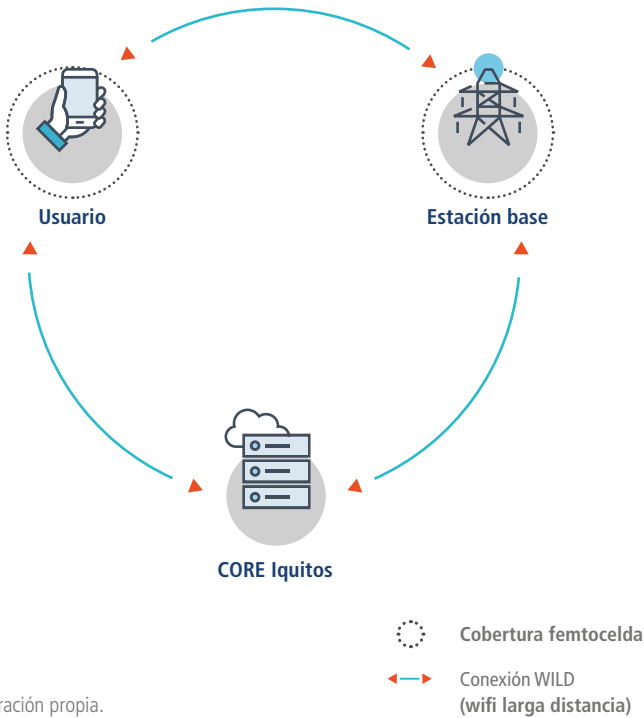 Usuario
Estación base
CORE Iquitos
Cobertura femtocelda
Conexión WILD
(wifi larga distancia)
ración propia.